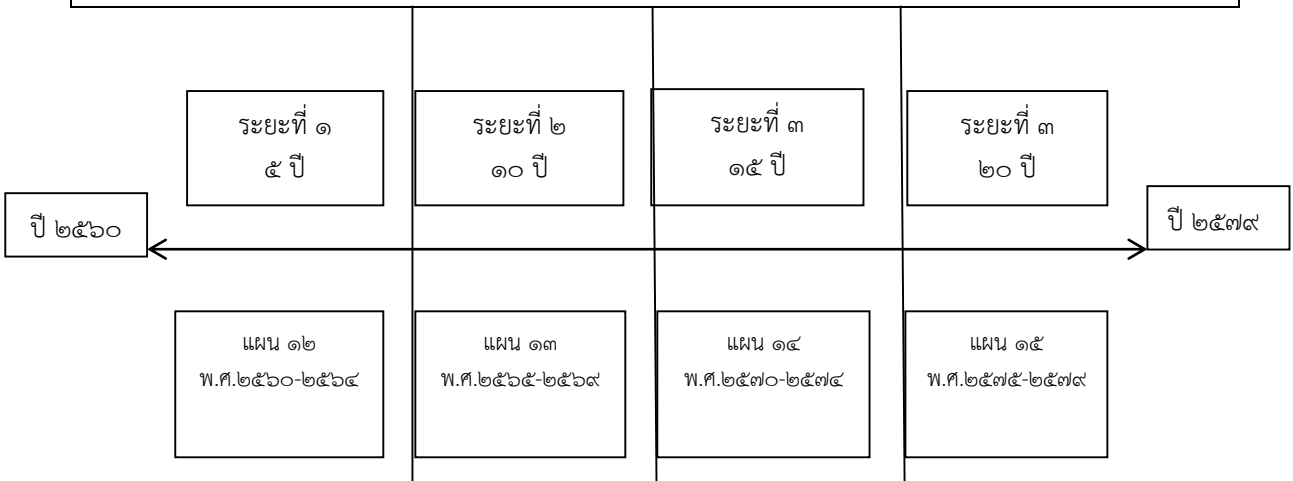 ระยะที่ ๑
๕ ปี
ระยะที่ ๒
๑๐ ปี
ระยะที่ ๓
๑๕ ปี
ระยะที่ ๓
๒๐ ปี
ปี ๒๕๖๐
ปี ๒๕๗๙
แผน ๑๒
พ.ศ.๒๕๖๐-๒๕๖๔
แผน ๑๓
พ.ศ.๒๕๖๕-๒๕๖๙
แผน ๑๔
พ.ศ.๒๕๗๐-๒๕๗๔
แผน ๑๕
พ.ศ.๒๕๗๕-๒๕๗๙